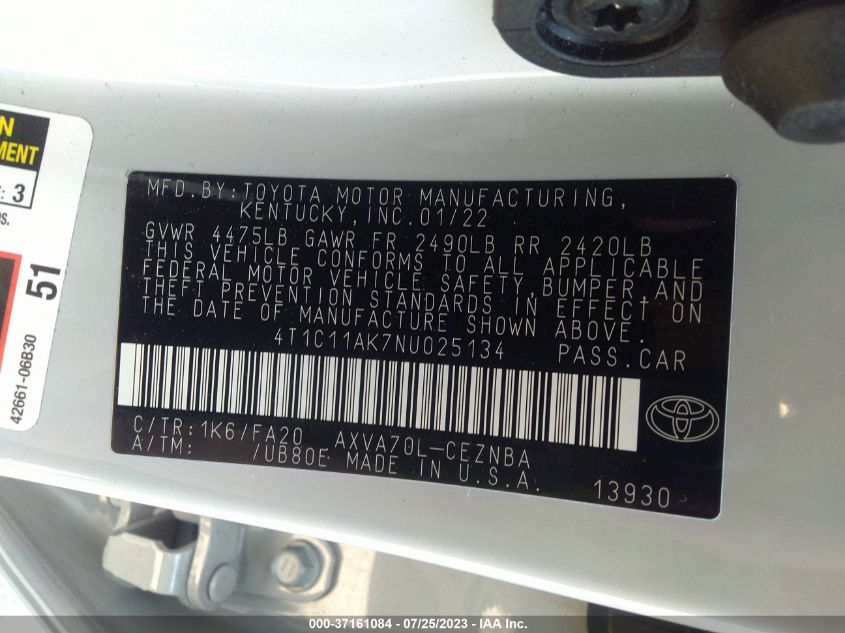 N
MENT
: 3
S.
51
42661-06B30
MFD.BY:TOYOTA MOTOR MANUFACTURING,
KENTUCKY,INC.01/22
GVWR 4475LB GAWR FR 2490LB RR 2420LB
THIS VEHICLE CONFORMS TO ALL APPLICABLE
FEDERAL MOTOR VEHICLE SAFETY,BUMPER AND
THEFT PREVENTION STANDARDS IN EFFECT ON
THE DATE OF MANUFACTURE SHOWN ABOVE.
4T1C11AK7NU025134 PASS.CAR
C/TR:1K6/FA20 AXVA70L-CEZNBA
A/TM: /UB80E MADE IN U.S.A.
13930
000-37161084 - 07/25/2023 - IAA Inc.